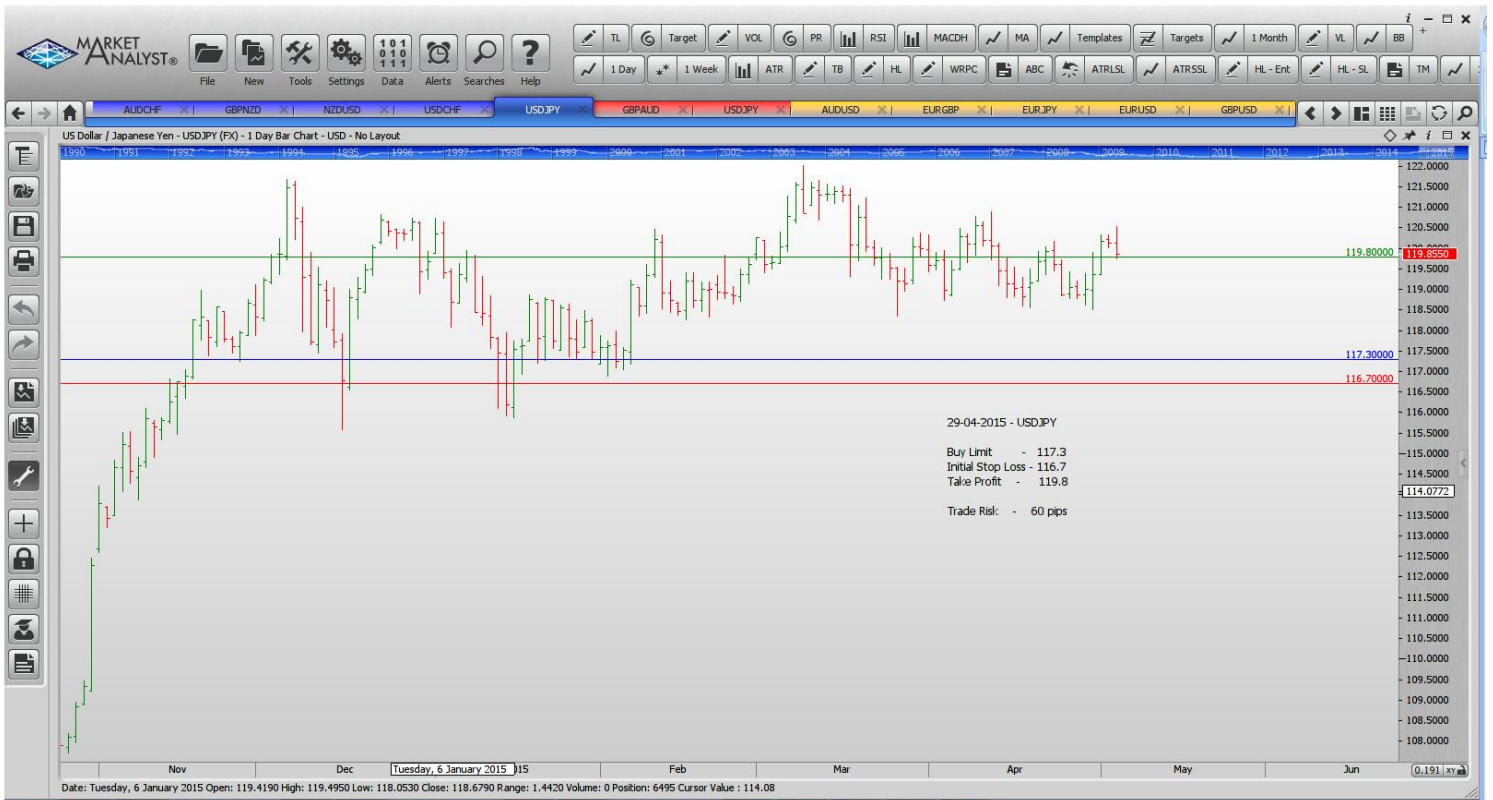 MARKET ANALYST®
File New Tools Settings Data Alerts Searches Help
TL Target VOL PR RSI MACDH MA Templates Targets 1 Month VL BB
1 Day 1 Week ATR TB HL WRPC ABC ATRLSL ATRSSL HL - Ent HL - SL TM
AUDCHF GBPNZD NZDUSD USDCHF USDJPY GBPAUD USDJPY AUDUSD EURGBP EURJPY EURUSD GBPUSD
US Dollar / Japanese Yen - USDJPY (FX) - 1 Day Bar Chart - USD - No Layout
1990 1991 1992 1993 1994 1995 1996 1997 1998 1999 2000 2001 2002 2003 2004 2005 2006 2007 2008 2009 2010 2011 2012 2013 2014
122.0000
121.5000
121.0000
120.5000
119.80000
119.8550
119.5000
119.0000
118.5000
118.0000
117.5000
117.30000
117.0000
116.70000
116.5000
116.0000
115.5000
115.0000
114.5000
114.0772
113.5000
113.0000
112.5000
112.0000
111.5000
111.0000
110.5000
110.0000
109.5000
109.0000
108.5000
108.0000
29-04-2015 - USDJPY
Buy Limit - 117.3
Initial Stop Loss - 116.7
Take Profit - 119.8
Trade Risk - 60 pips
Nov Dec Tuesday, 6 January 2015 Feb Mar Apr May Jun 0.191 XY
Date: Tuesday, 6 January 2015 Open: 119.4190 High: 119.4950 Low: 118.0530 Close: 118.6790 Range: 1.4420 Volume: 0 Position: 6495 Cursor Value : 114.08